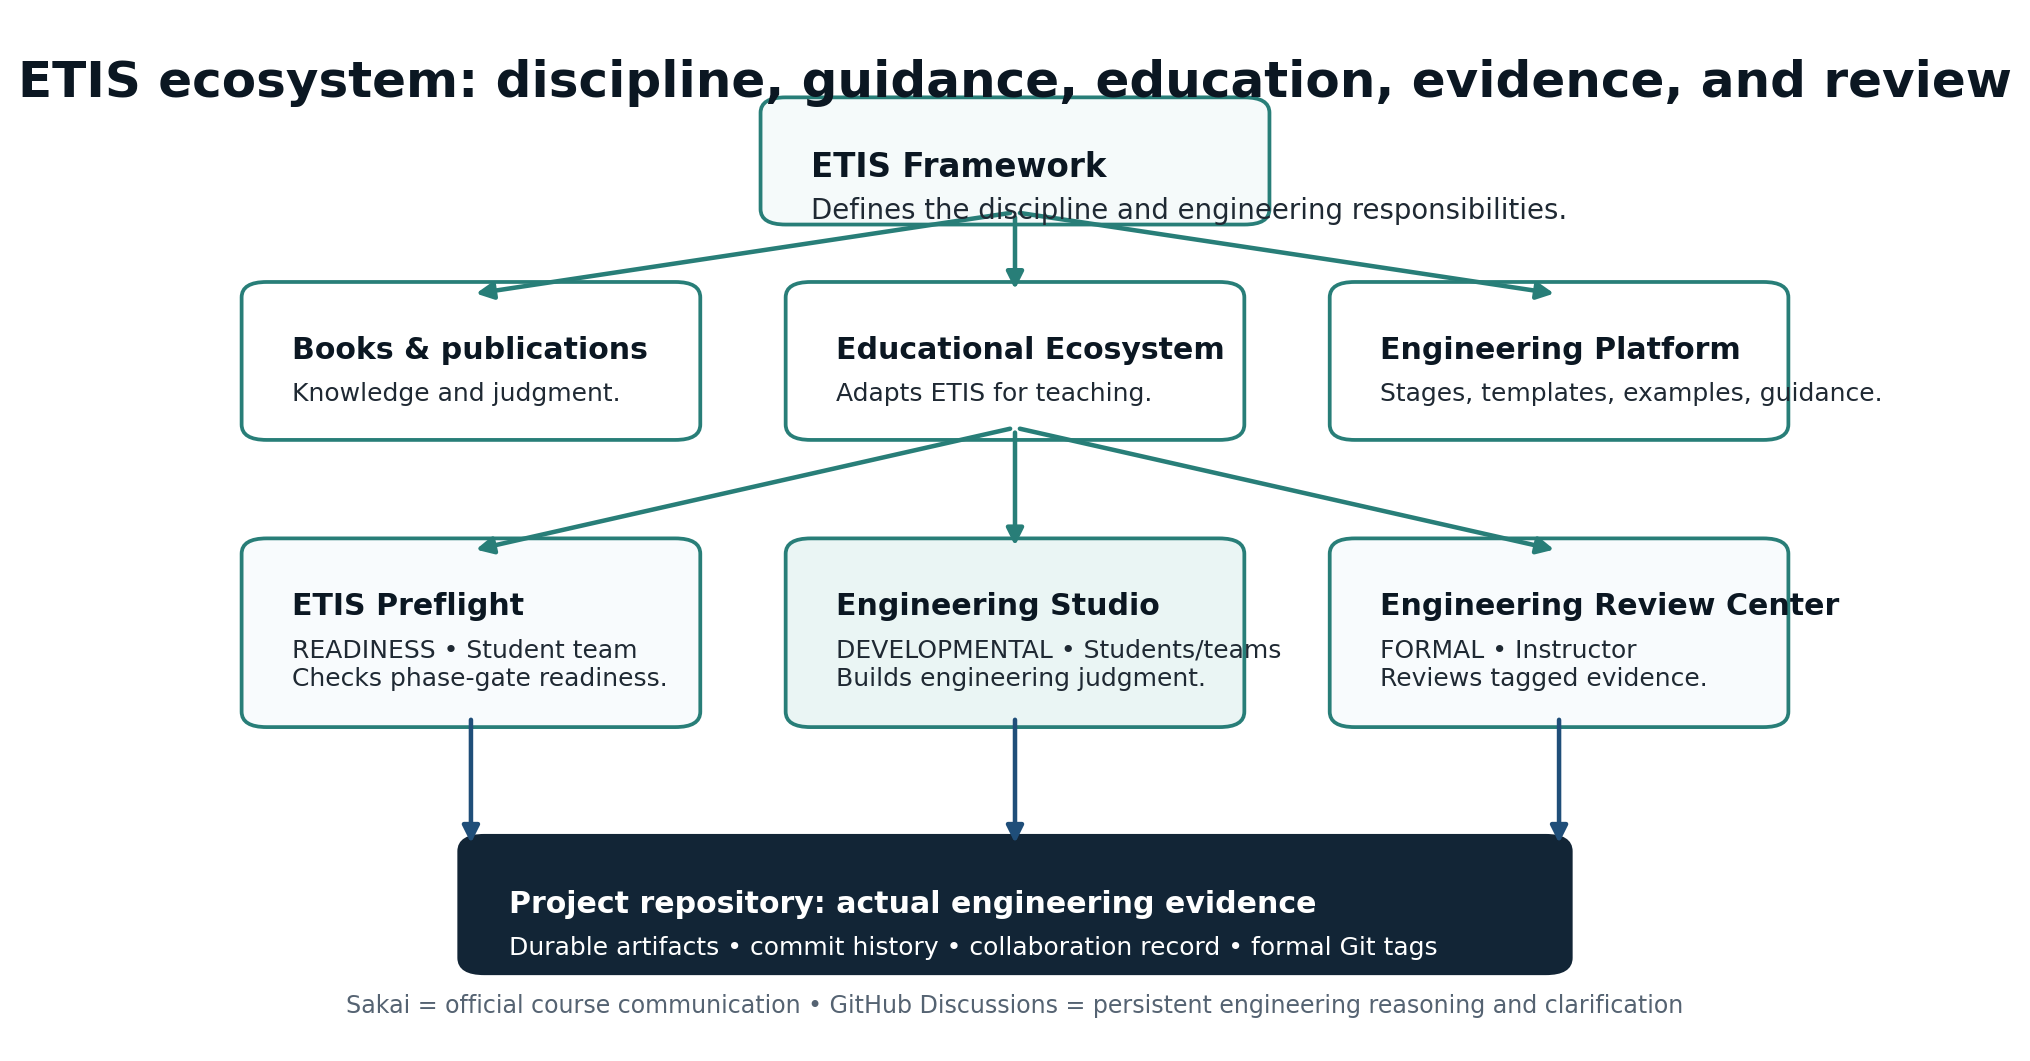 ETIS ecosystem: discipline, guidance, education, evidence, and review
ETIS Framework
Defines the discipline and engineering responsibilities.
Books & publications
Knowledge and judgment.
Educational Ecosystem
Adapts ETIS for teaching.
Engineering Platform
Stages, templates, examples, guidance.
ETIS Preflight
READINESS • Student team
Checks phase-gate readiness.
Engineering Studio
DEVELOPMENTAL • Students/teams
Builds engineering judgment.
Engineering Review Center
FORMAL • Instructor
Reviews tagged evidence.
Project repository: actual engineering evidence
Durable artifacts • commit history • collaboration record • formal Git tags
Sakai = official course communication • GitHub Discussions = persistent engineering reasoning and clarification